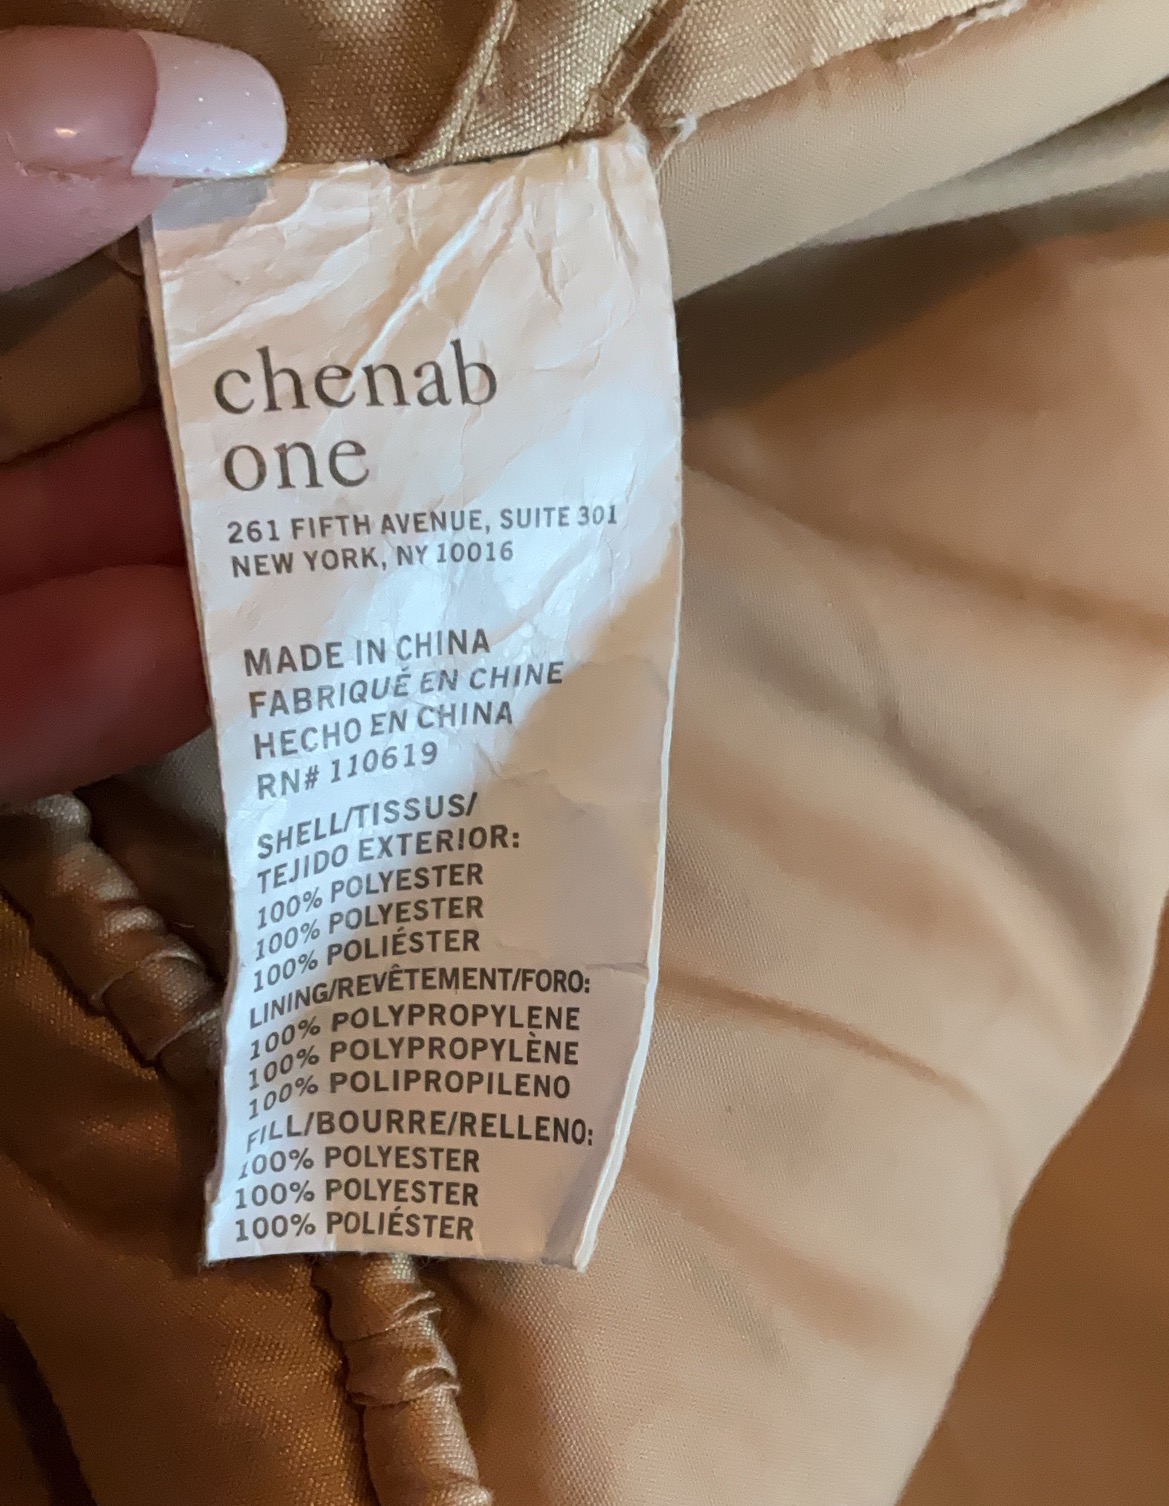 chenab
one
261 FIFTH AVENUE, SUITE 301
NEW YORK, NY 10016
MADE IN CHINA
FABRIQUÉ EN CHINE
HECHO EN CHINA
RN# 110619
SHELL/TISSUS/
TEJIDO EXTERIOR:
100% POLYESTER
100% POLYESTER
100% POLIÉSTER
LINING/REVÊTEMENT/FORO:
100% POLYPROPYLENE
100% POLYPROPYLÈNE
100% POLIPROPILENO
FILL/BOURRE/RELLENO:
100% POLYESTER
100% POLYESTER
100% POLIÉSTER